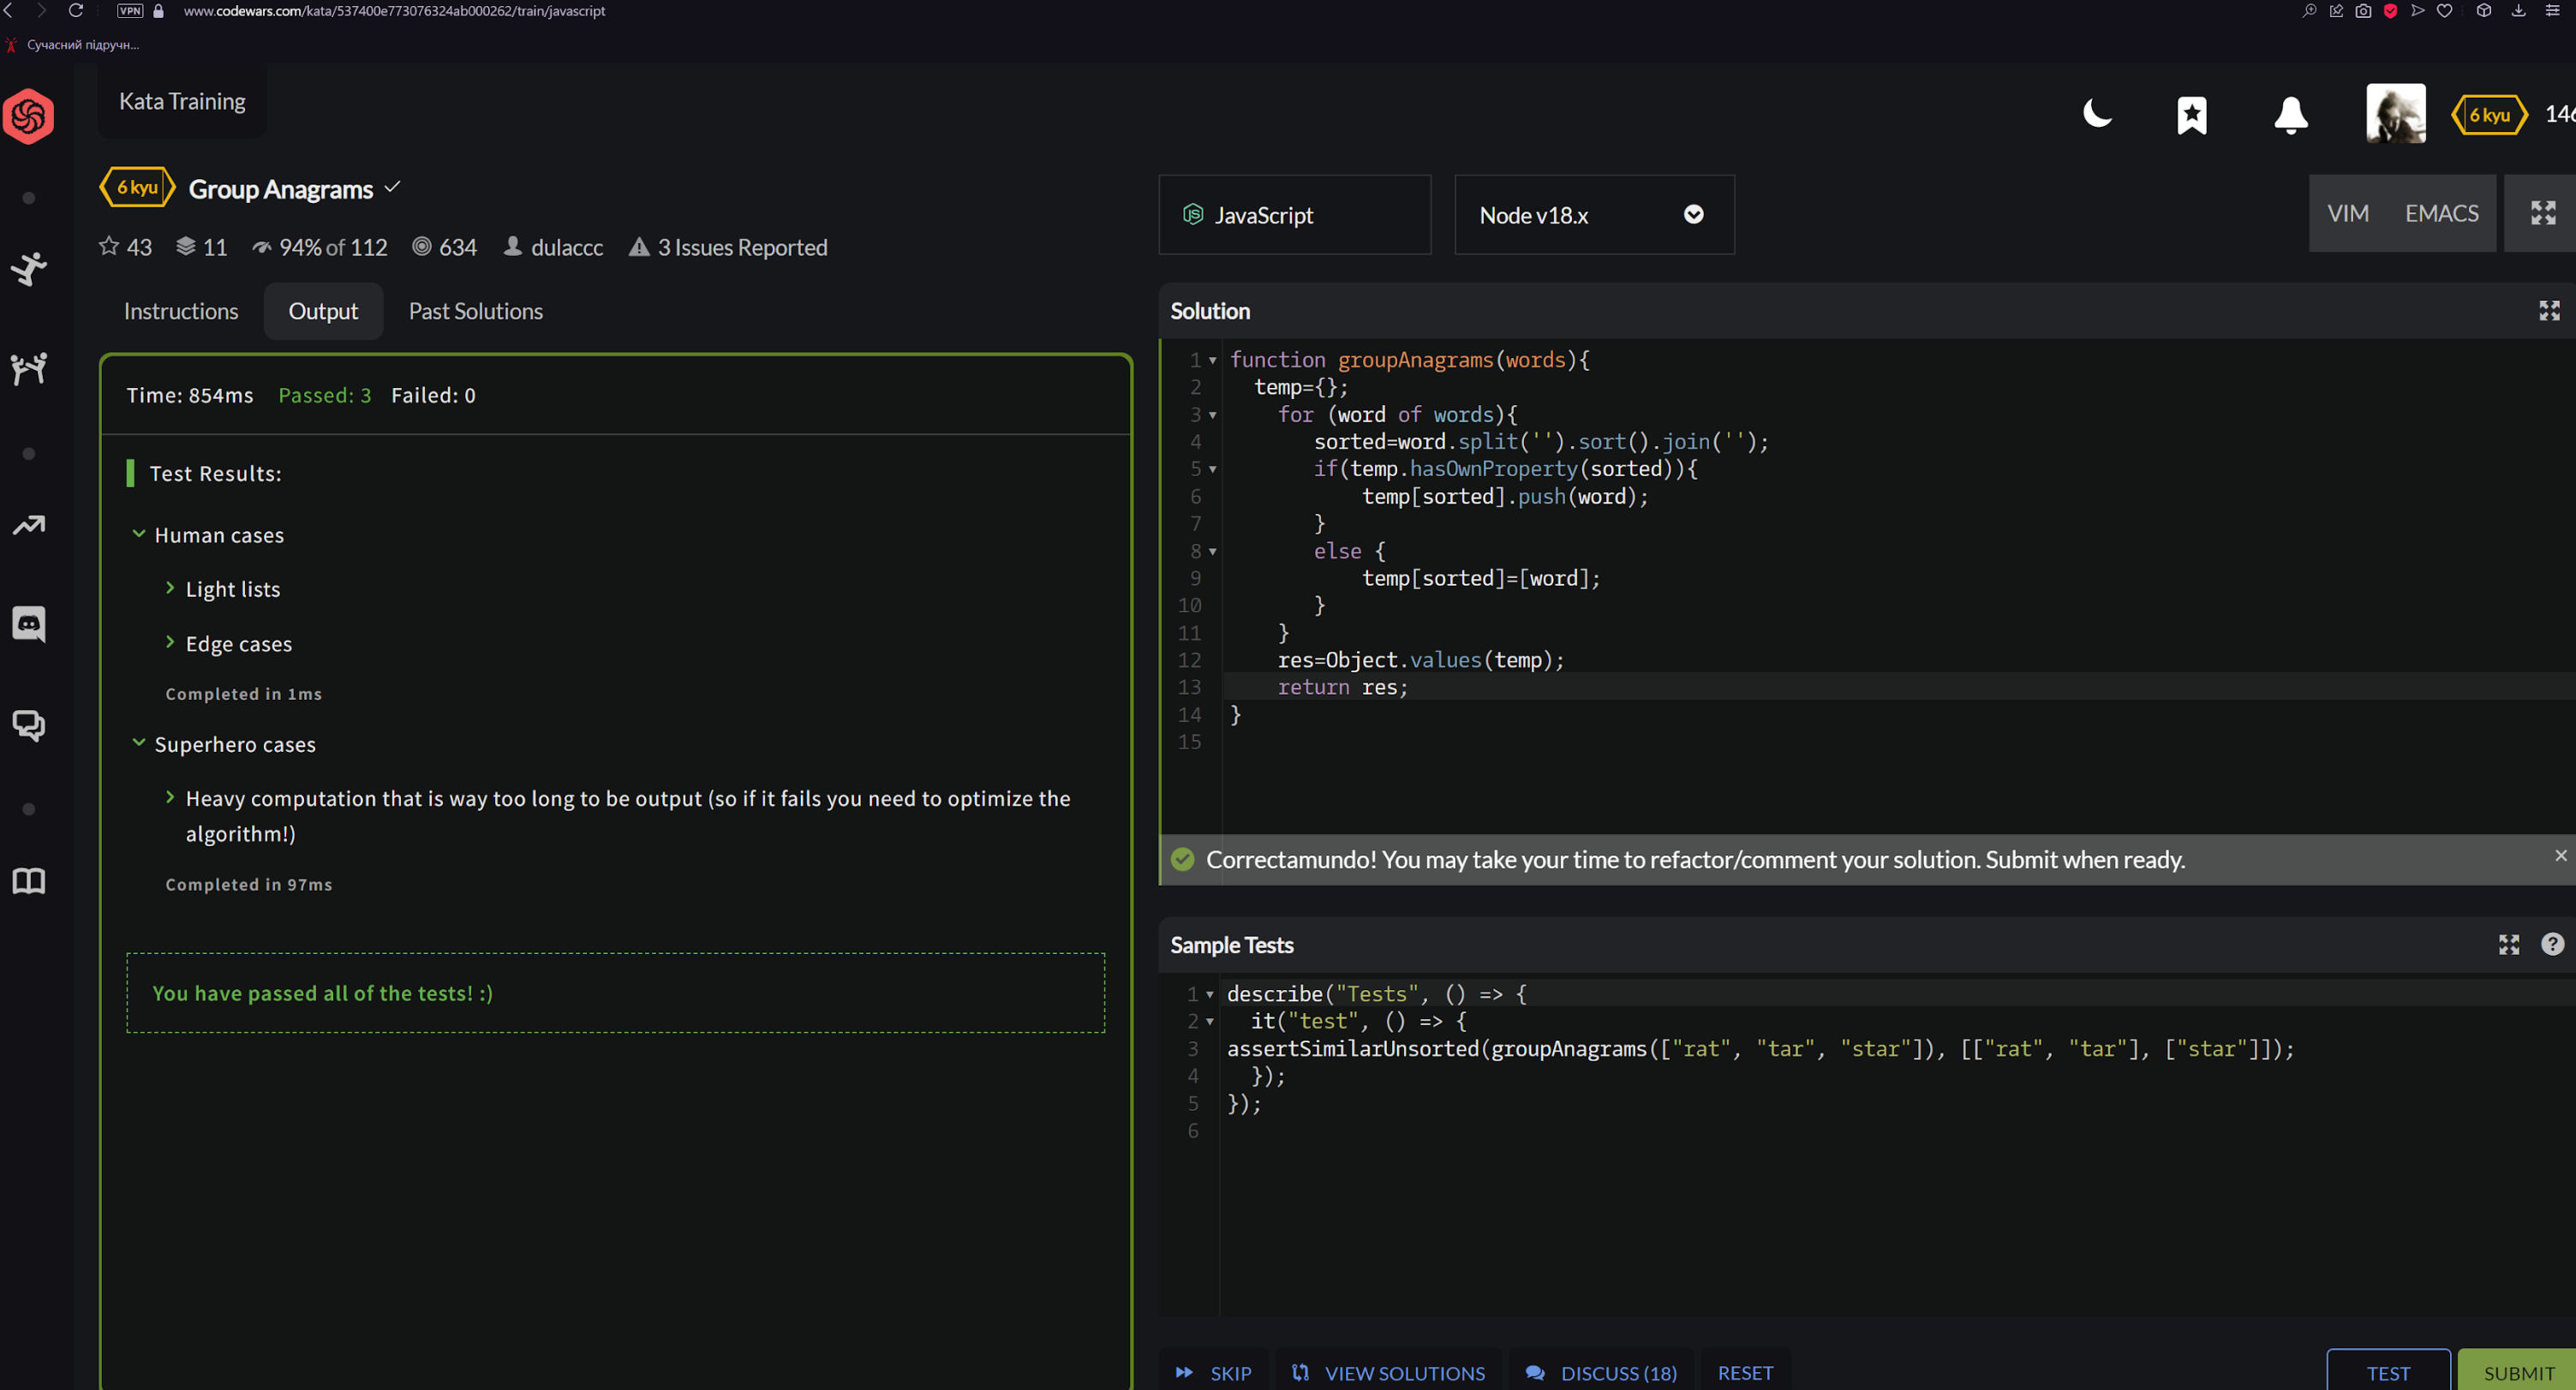 VPN www.codewars.com/kata/537400e773076324ab000262/train/javascript
Сучасний підручн...
Kata Training
6 kyu 146
6 kyu Group Anagrams
43 11 94% of 112 634 dulaccc 3 Issues Reported
Instructions Output Past Solutions
Time: 854ms Passed: 3 Failed: 0
Test Results:
Human cases
Light lists
Edge cases
Completed in 1ms
Superhero cases
Heavy computation that is way too long to be output (so if it fails you need to optimize the
algorithm!)
Completed in 97ms
You have passed all of the tests! :)
JavaScript Node v18.x VIM EMACS
Solution
1 function groupAnagrams(words){
2 temp={};
3 for (word of words){
4 sorted=word.split('').sort().join('');
5 if(temp.hasOwnProperty(sorted)){
6 temp[sorted].push(word);
7 }
8 else {
9 temp[sorted]=[word];
10 }
11 }
12 res=Object.values(temp);
13 return res;
14 }
15
Correctamundo! You may take your time to refactor/comment your solution. Submit when ready.
Sample Tests
1 describe("Tests", () => {
2 it("test", () => {
3 assertSimilarUnsorted(groupAnagrams(["rat", "tar", "star"]), [["rat", "tar"], ["star"]]);
4 });
5 });
6
SKIP VIEW SOLUTIONS DISCUSS (18) RESET TEST SUBMIT